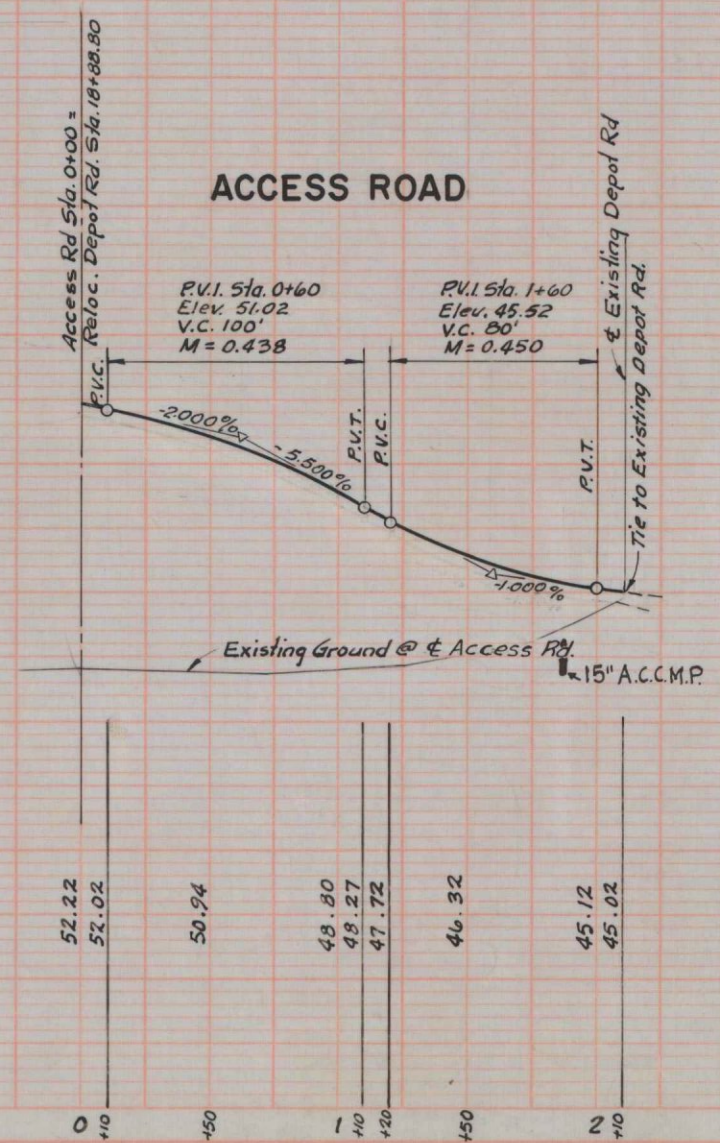 Access Rd Sta. 0+00 =
Reloc. Depot Rd. Sta. 18+88.80
ACCESS ROAD
P.V.I. Sta. 0+60
Elev. 51.02
V.C. 100'
M = 0.438
P.V.I. Sta. 1+60
Elev. 45.52
V.C. 80'
M = 0.450
℄ Existing Depot Rd
Tie to Existing Depot Rd.
P.V.C.
P.V.T.
P.V.C.
P.V.T.
-2.000%
-5.500%
-1.000%
Existing Ground @ ℄ Access Rd.
15" A.C.C.M.P.
52.22
52.02
50.94
48.80
48.27
47.72
46.32
45.12
45.02
0 +10 +50 1 +10 +20 +50 2 +10